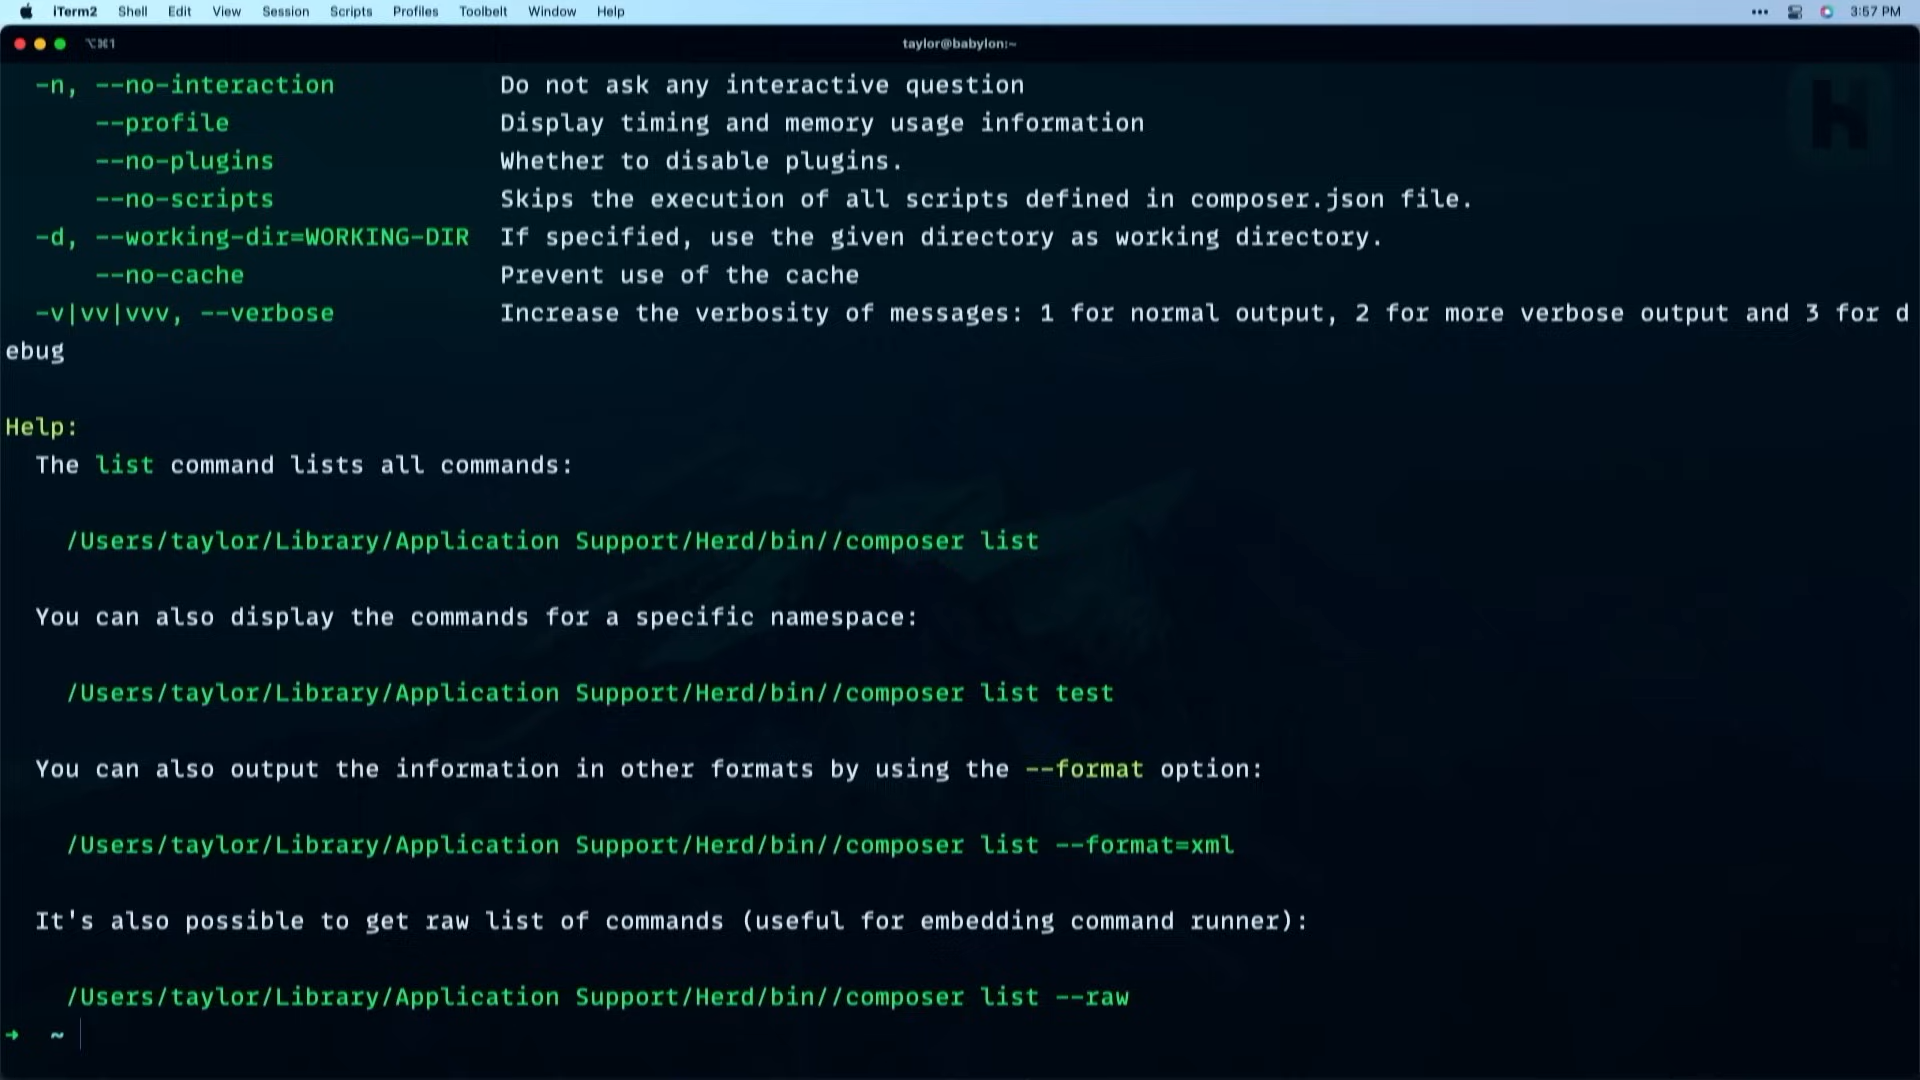 iTerm2 Shell Edit View Session Scripts Profiles Toolbelt Window Help 3:57 PM
⌥⌘1 taylor@babylon:~
-n, --no-interaction Do not ask any interactive question
--profile Display timing and memory usage information
--no-plugins Whether to disable plugins.
--no-scripts Skips the execution of all scripts defined in composer.json file.
-d, --working-dir=WORKING-DIR If specified, use the given directory as working directory.
--no-cache Prevent use of the cache
-v|vv|vvv, --verbose Increase the verbosity of messages: 1 for normal output, 2 for more verbose output and 3 for d
ebug
Help:
The list command lists all commands:
/Users/taylor/Library/Application Support/Herd/bin//composer list
You can also display the commands for a specific namespace:
/Users/taylor/Library/Application Support/Herd/bin//composer list test
You can also output the information in other formats by using the --format option:
/Users/taylor/Library/Application Support/Herd/bin//composer list --format=xml
It's also possible to get raw list of commands (useful for embedding command runner):
/Users/taylor/Library/Application Support/Herd/bin//composer list --raw
➜ ~